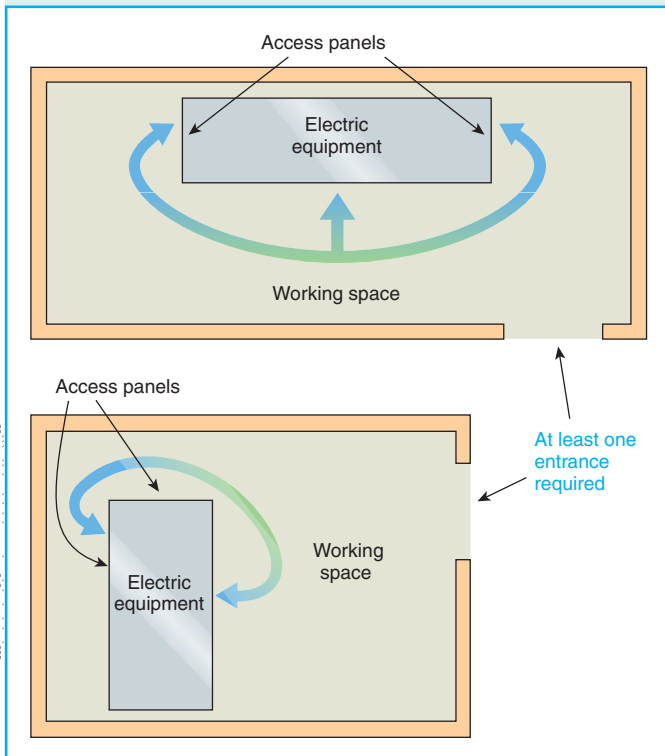 Access panels
Electric
equipment
Working space
Access panels
At least one
entrance
required
Working
space
Electric
equipment